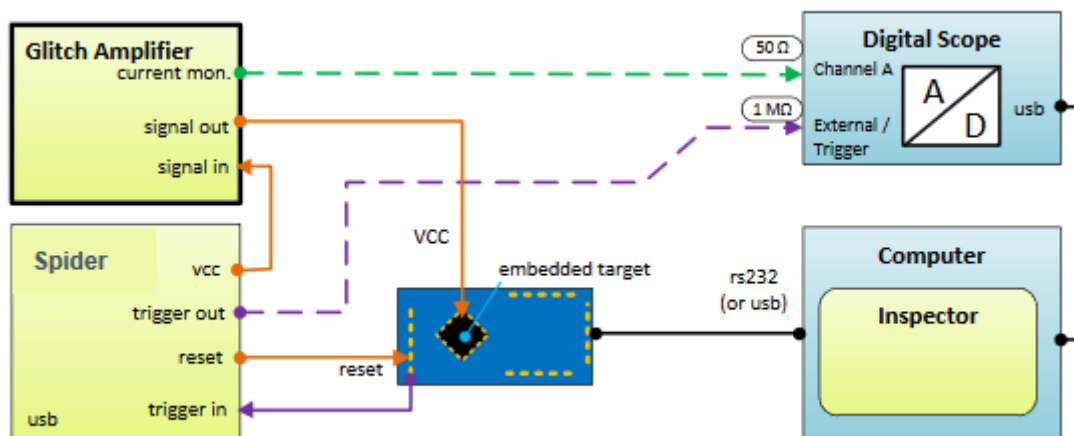 Glitch Amplifier
current mon.
signal out
signal in
50 Ω
1 MΩ
Digital Scope
Channel A
External /
Trigger
A
D
usb
Spider
vcc
trigger out
reset
trigger in
usb
VCC
embedded target
reset
rs232
(or usb)
Computer
Inspector